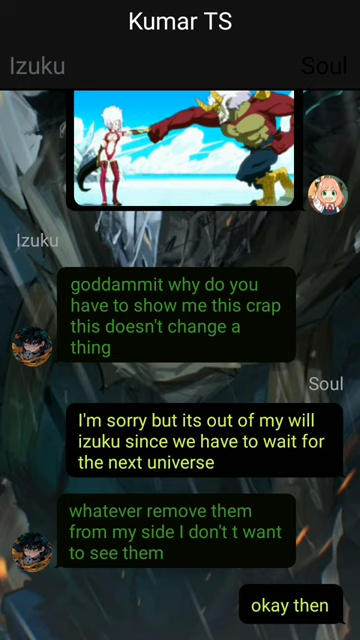 Kumar TS
Izuku Soul
Izuku
goddammit why do you
have to show me this crap
this doesn't change a
thing
Soul
I'm sorry but its out of my will
izuku since we have to wait for
the next universe
whatever remove them
from my side I don't t want
to see them
okay then